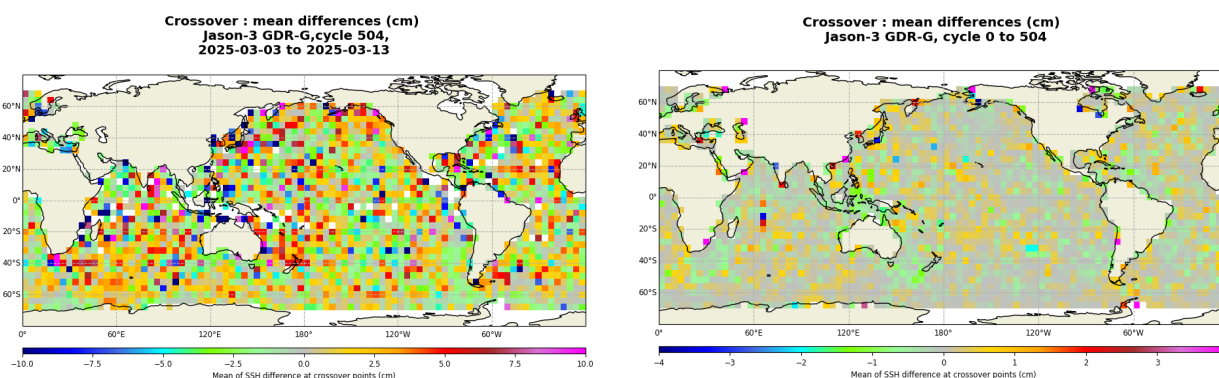 Crossover : mean differences (cm)
Jason-3 GDR-G,cycle 504,
2025-03-03 to 2025-03-13
60°N
40°N
20°N
0°
20°S
40°S
60°S
0° 60°E 120°E 180° 120°W 60°W
-10.0 -7.5 -5.0 -2.5 0.0 2.5 5.0 7.5 10.0
Mean of SSH difference at crossover points (cm)
Crossover : mean differences (cm)
Jason-3 GDR-G, cycle 0 to 504
60°N
40°N
20°N
0°
20°S
40°S
60°S
0° 60°E 120°E 180° 120°W 60°W
−4 −3 −2 −1 0 1 2 3
Mean of SSH difference at crossover points (cm)